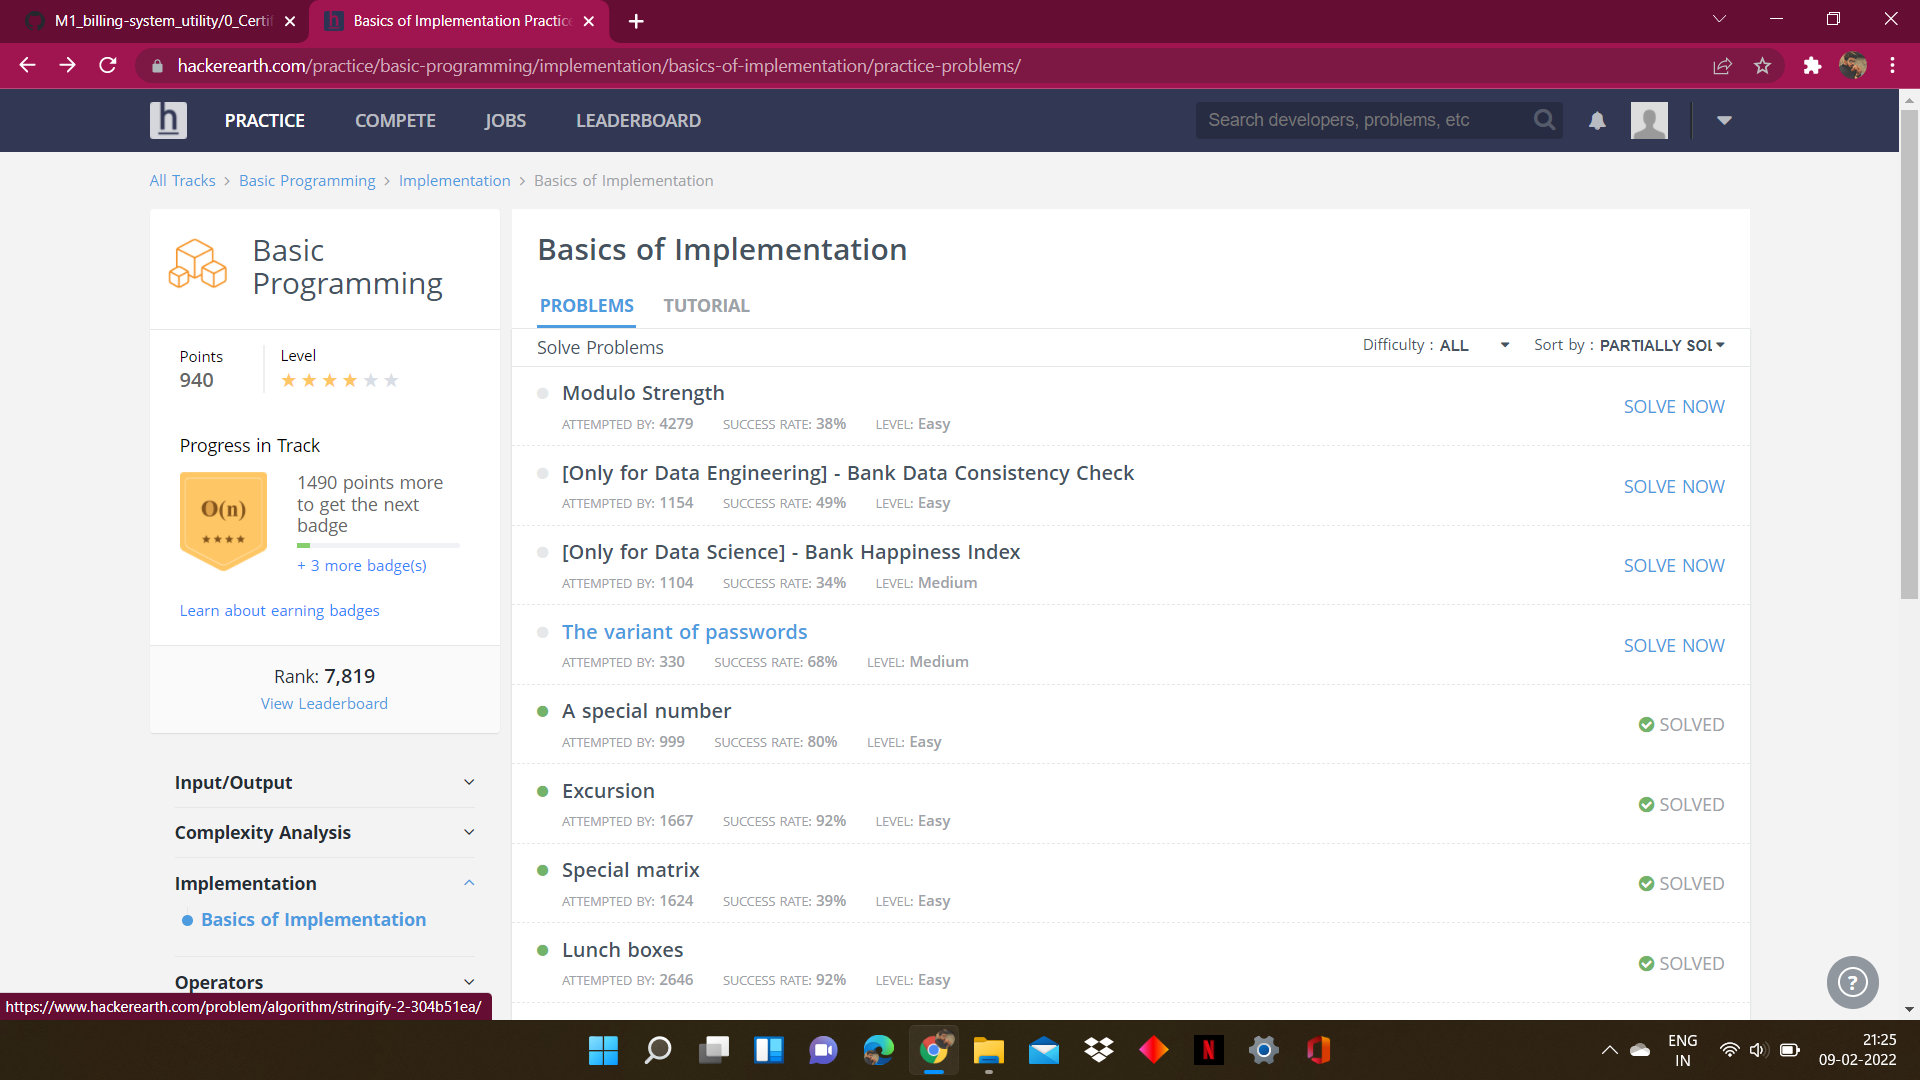 M1_billing-system_utility/0_Certif
Basics of Implementation Practice
hackerearth.com/practice/basic-programming/implementation/basics-of-implementation/practice-problems/
h
PRACTICE
COMPETE
JOBS
LEADERBOARD
Search developers, problems, etc
All Tracks > Basic Programming > Implementation > Basics of Implementation
Basic
Programming
Points
940
Level
Progress in Track
O(n)
1490 points more
to get the next
badge
+ 3 more badge(s)
Learn about earning badges
Rank: 7,819
View Leaderboard
Input/Output
Complexity Analysis
Implementation
Basics of Implementation
Operators
Basics of Implementation
PROBLEMS
TUTORIAL
Solve Problems
Difficulty : ALL
Sort by : PARTIALLY SOL
Modulo Strength
ATTEMPTED BY: 4279 SUCCESS RATE: 38% LEVEL: Easy
SOLVE NOW
[Only for Data Engineering] - Bank Data Consistency Check
ATTEMPTED BY: 1154 SUCCESS RATE: 49% LEVEL: Easy
SOLVE NOW
[Only for Data Science] - Bank Happiness Index
ATTEMPTED BY: 1104 SUCCESS RATE: 34% LEVEL: Medium
SOLVE NOW
The variant of passwords
ATTEMPTED BY: 330 SUCCESS RATE: 68% LEVEL: Medium
SOLVE NOW
A special number
ATTEMPTED BY: 999 SUCCESS RATE: 80% LEVEL: Easy
SOLVED
Excursion
ATTEMPTED BY: 1667 SUCCESS RATE: 92% LEVEL: Easy
SOLVED
Special matrix
ATTEMPTED BY: 1624 SUCCESS RATE: 39% LEVEL: Easy
SOLVED
Lunch boxes
ATTEMPTED BY: 2646 SUCCESS RATE: 92% LEVEL: Easy
SOLVED
?
https://www.hackerearth.com/problem/algorithm/stringify-2-304b51ea/
N
ENG
IN
21:25
09-02-2022